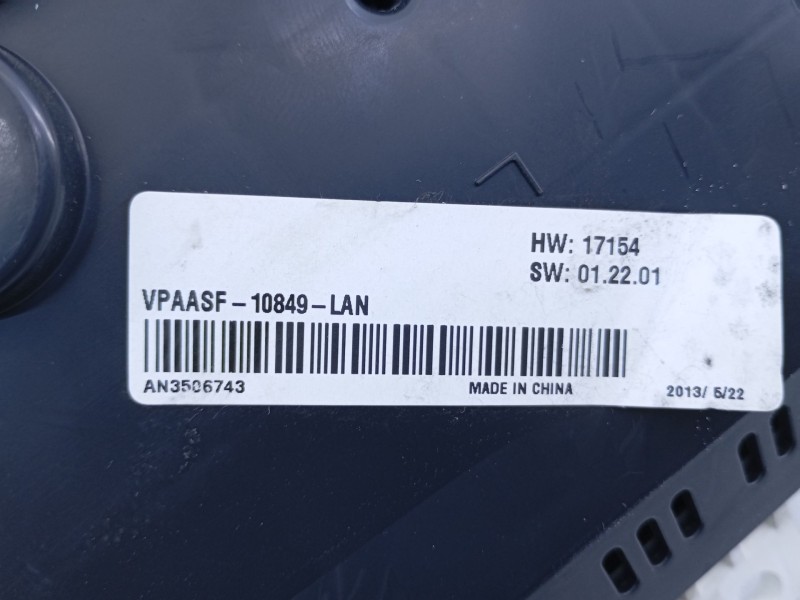 HW: 17154
SW: 01.22.01
VPAASF-10849-LAN
AN3506743
MADE IN CHINA
2013/ 5/22